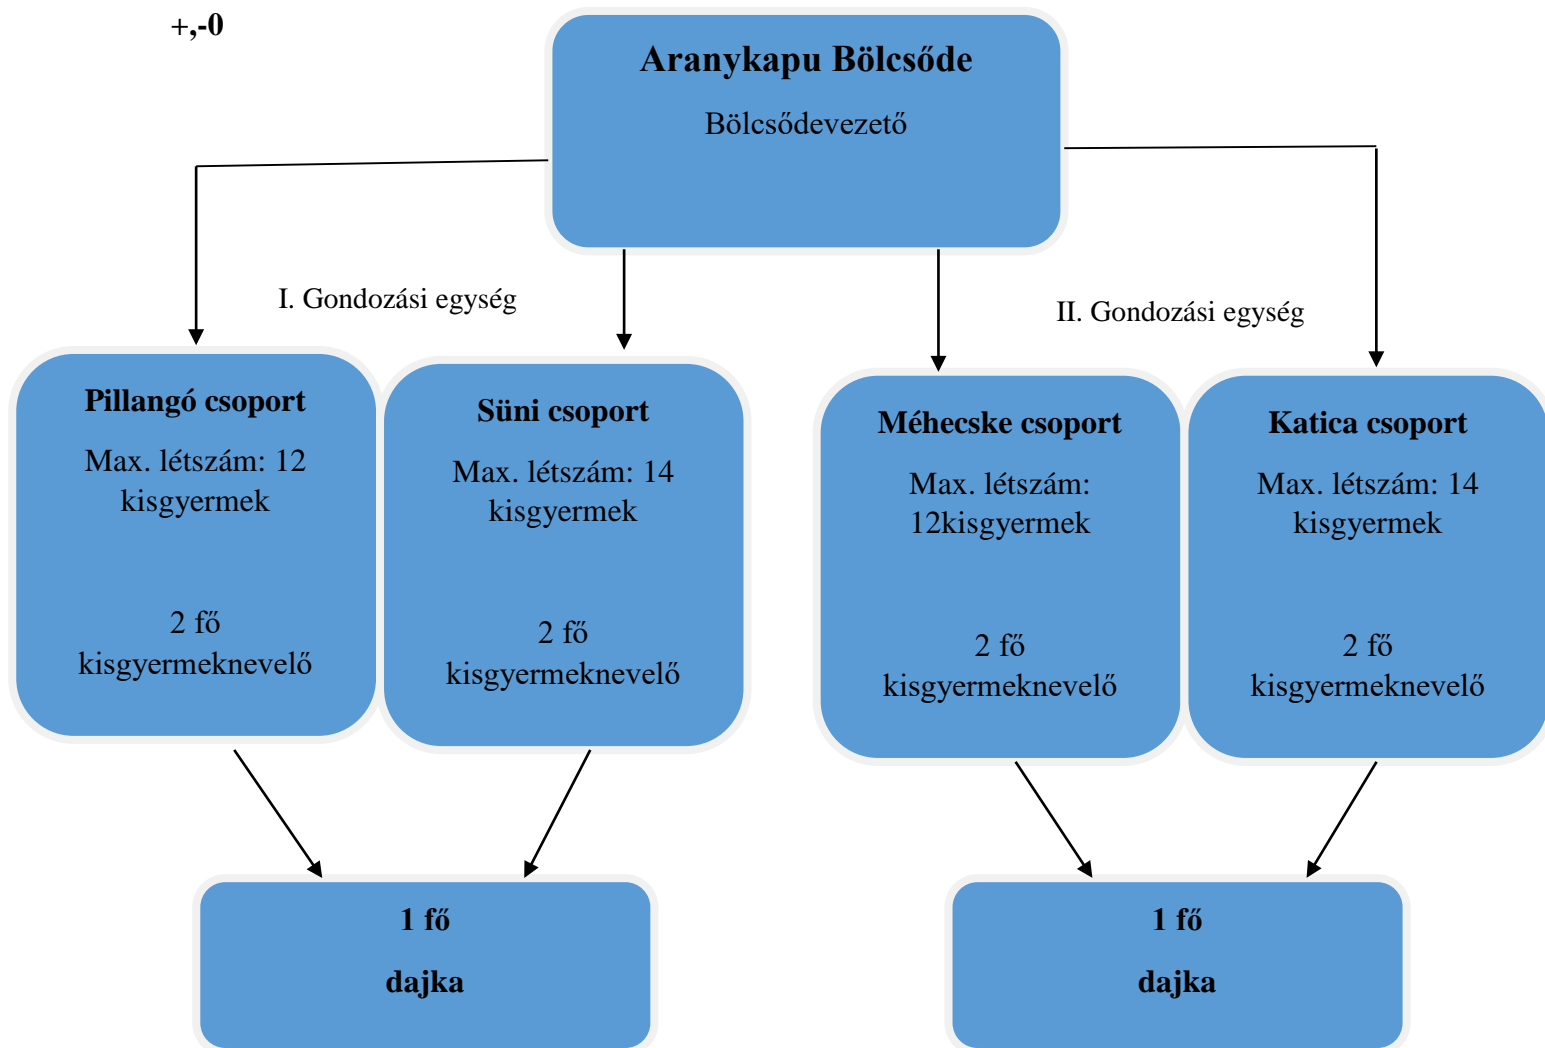 +,-0
Aranykapu Bölcsőde
Bölcsődevezető
I. Gondozási egység
II. Gondozási egység
Pillangó csoport
Max. létszám: 12
kisgyermek
2 fő
kisgyermeknevelő
Süni csoport
Max. létszám: 14
kisgyermek
2 fő
kisgyermeknevelő
Méhecske csoport
Max. létszám:
12kisgyermek
2 fő
kisgyermeknevelő
Katica csoport
Max. létszám: 14
kisgyermek
2 fő
kisgyermeknevelő
1 fő
dajka
1 fő
dajka